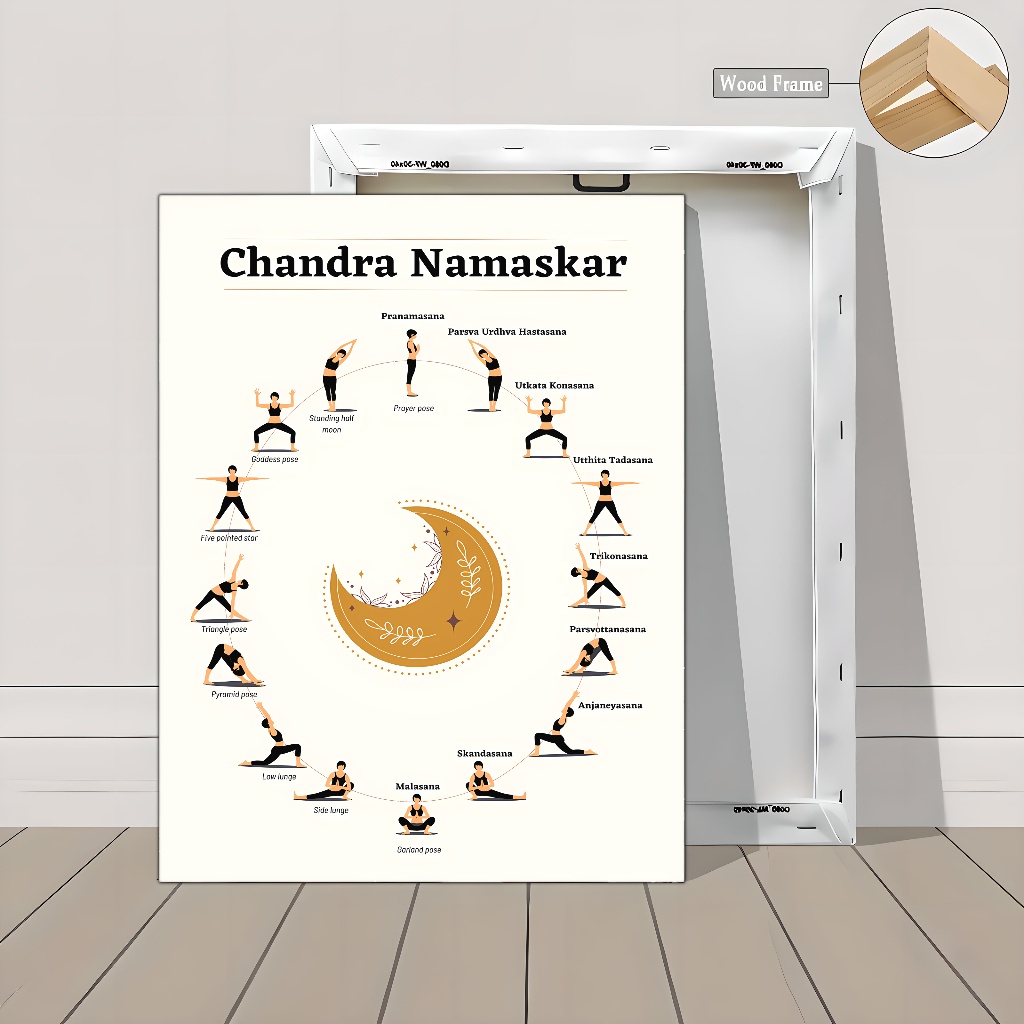 Wood Frame
Chandra Namaskar
Pranamasana
Parsva Urdhva Hastasana
Prayer pose
Standing half
moon
Utkata Konasana
Goddess pose
Utthita Tadasana
Five pointed star
Trikonasana
Triangle pose
Parsvottanasana
Pyramid pose
Anjaneyasana
Low lunge
Skandasana
Side lunge
Malasana
Garland pose